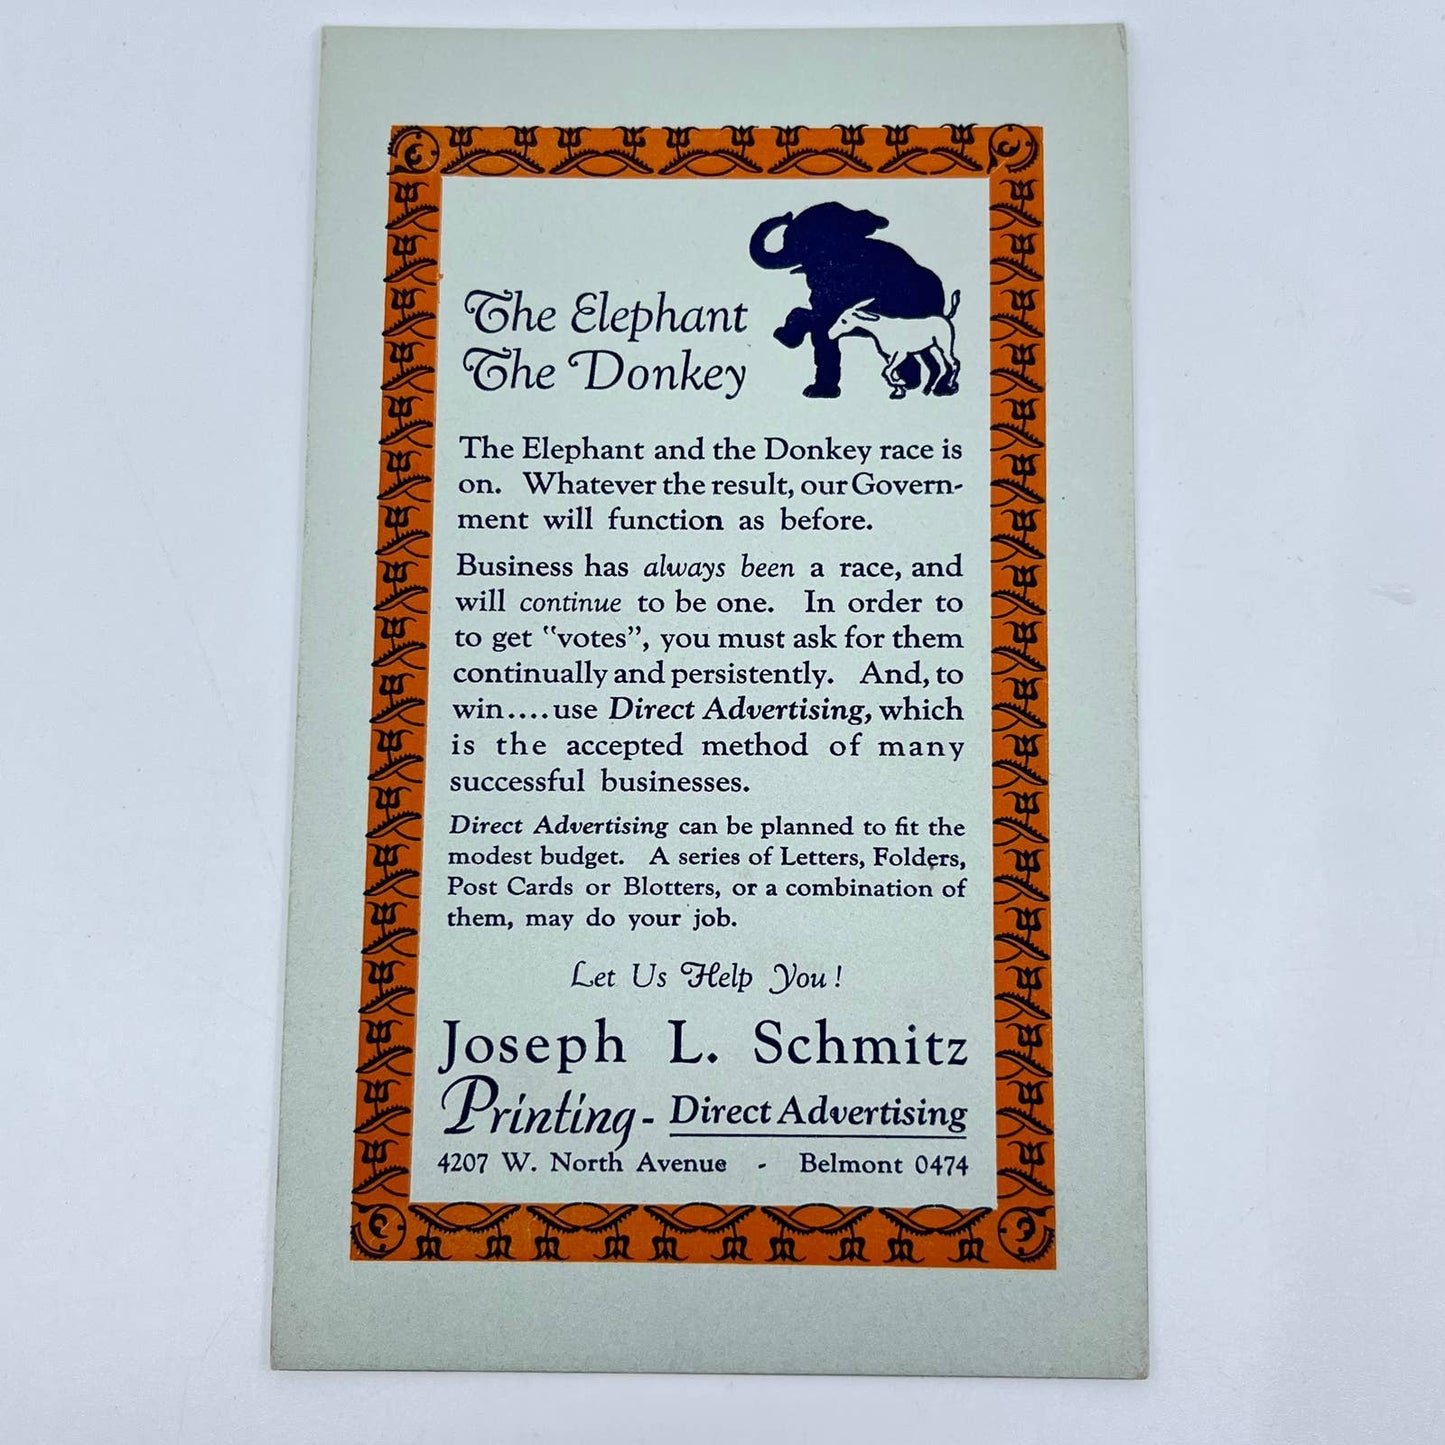 The Elephant
The Donkey
The Elephant and the Donkey race is
on. Whatever the result, our Govern-
ment will function as before.
Business has always been a race, and
will continue to be one. In order to
to get "votes", you must ask for them
continually and persistently. And, to
win....use Direct Advertising, which
is the accepted method of many
successful businesses.
Direct Advertising can be planned to fit the
modest budget. A series of Letters, Folders,
Post Cards or Blotters, or a combination of
them, may do your job.
Let Us Help You!
Joseph L. Schmitz
Printing - Direct Advertising
4207 W. North Avenue - Belmont 0474